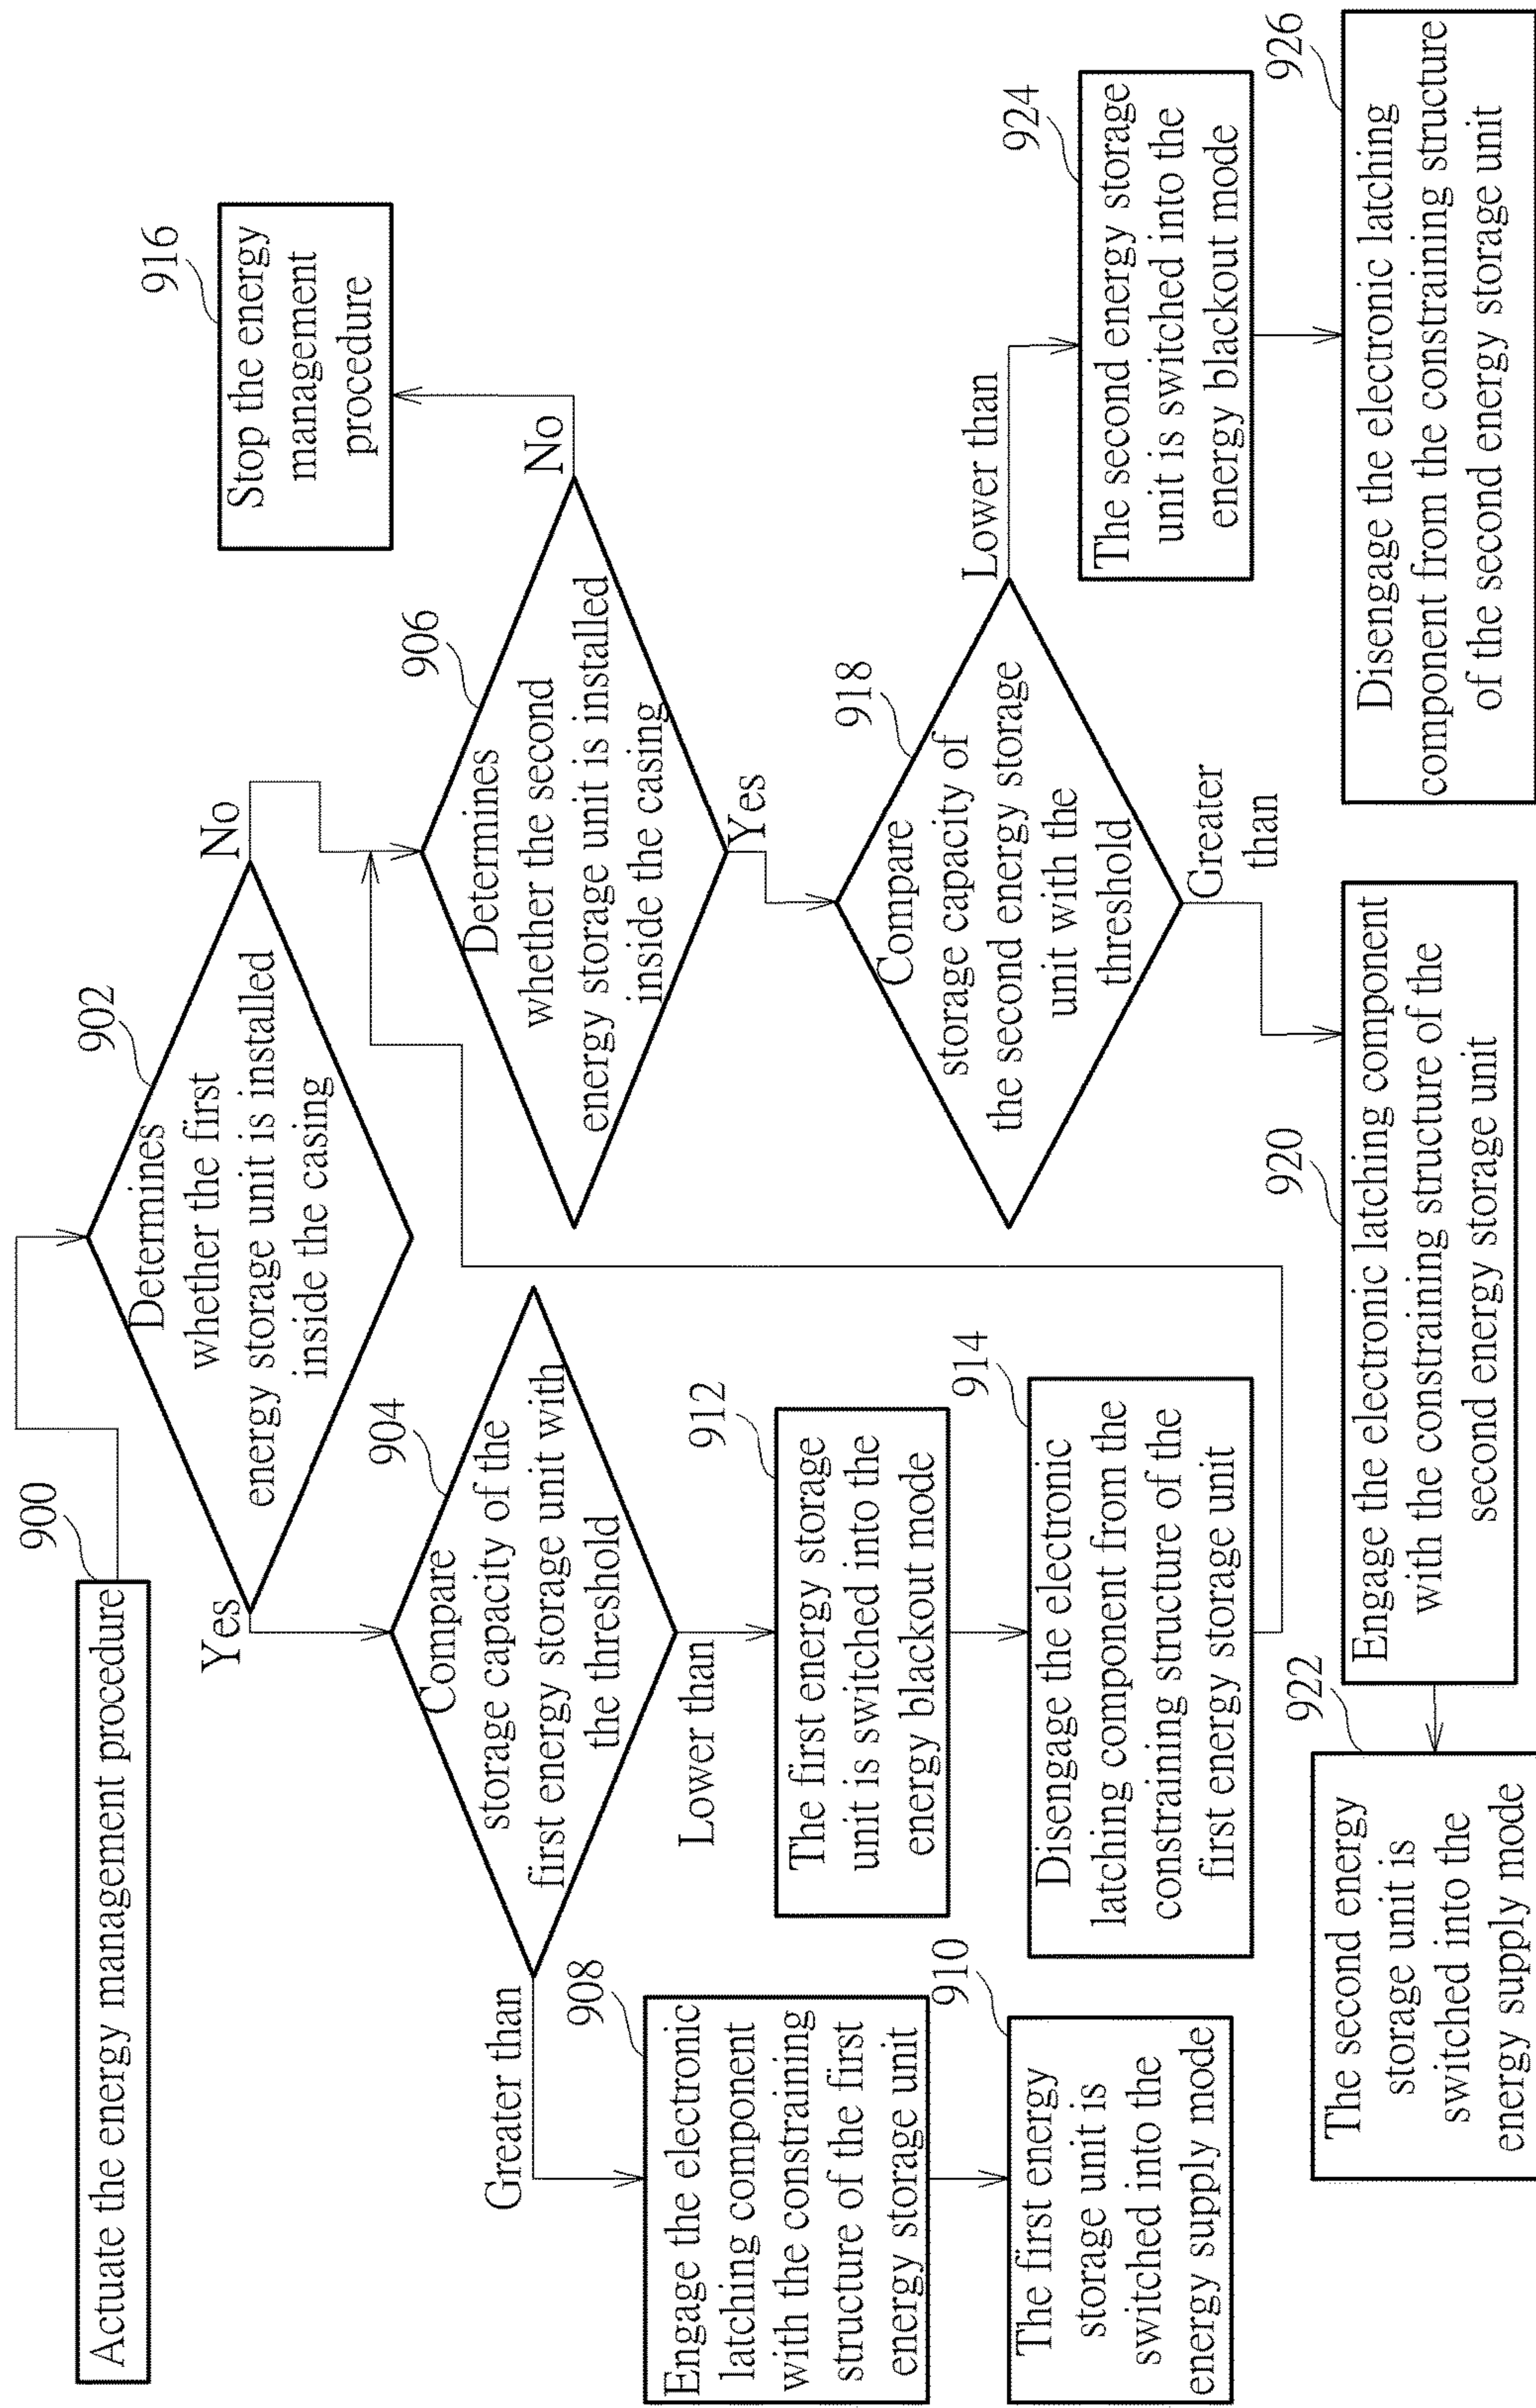 900
Actuate the energy management procedure
902
Determines
whether the first
energy storage unit is installed
inside the casing
Yes
No
904
Compare
storage capacity of the
first energy storage unit with
the threshold
Greater than
Lower than
908
Engage the electronic
latching component
with the constraining
structure of the first
energy storage unit
910
The first energy
storage unit is
switched into the
energy supply mode
912
The first energy storage
unit is switched into the
energy blackout mode
914
Disengage the electronic
latching component from the
constraining structure of the
first energy storage unit
906
Determines
whether the second
energy storage unit is installed
inside the casing
No
Yes
916
Stop the energy
management
procedure
918
Compare
storage capacity of
the second energy storage
unit with the
threshold
Lower than
Greater
than
920
Engage the electronic latching component
with the constraining structure of the
second energy storage unit
922
The second energy
storage unit is
switched into the
energy supply mode
924
The second energy storage
unit is switched into the
energy blackout mode
926
Disengage the electronic latching
component from the constraining structure
of the second energy storage unit